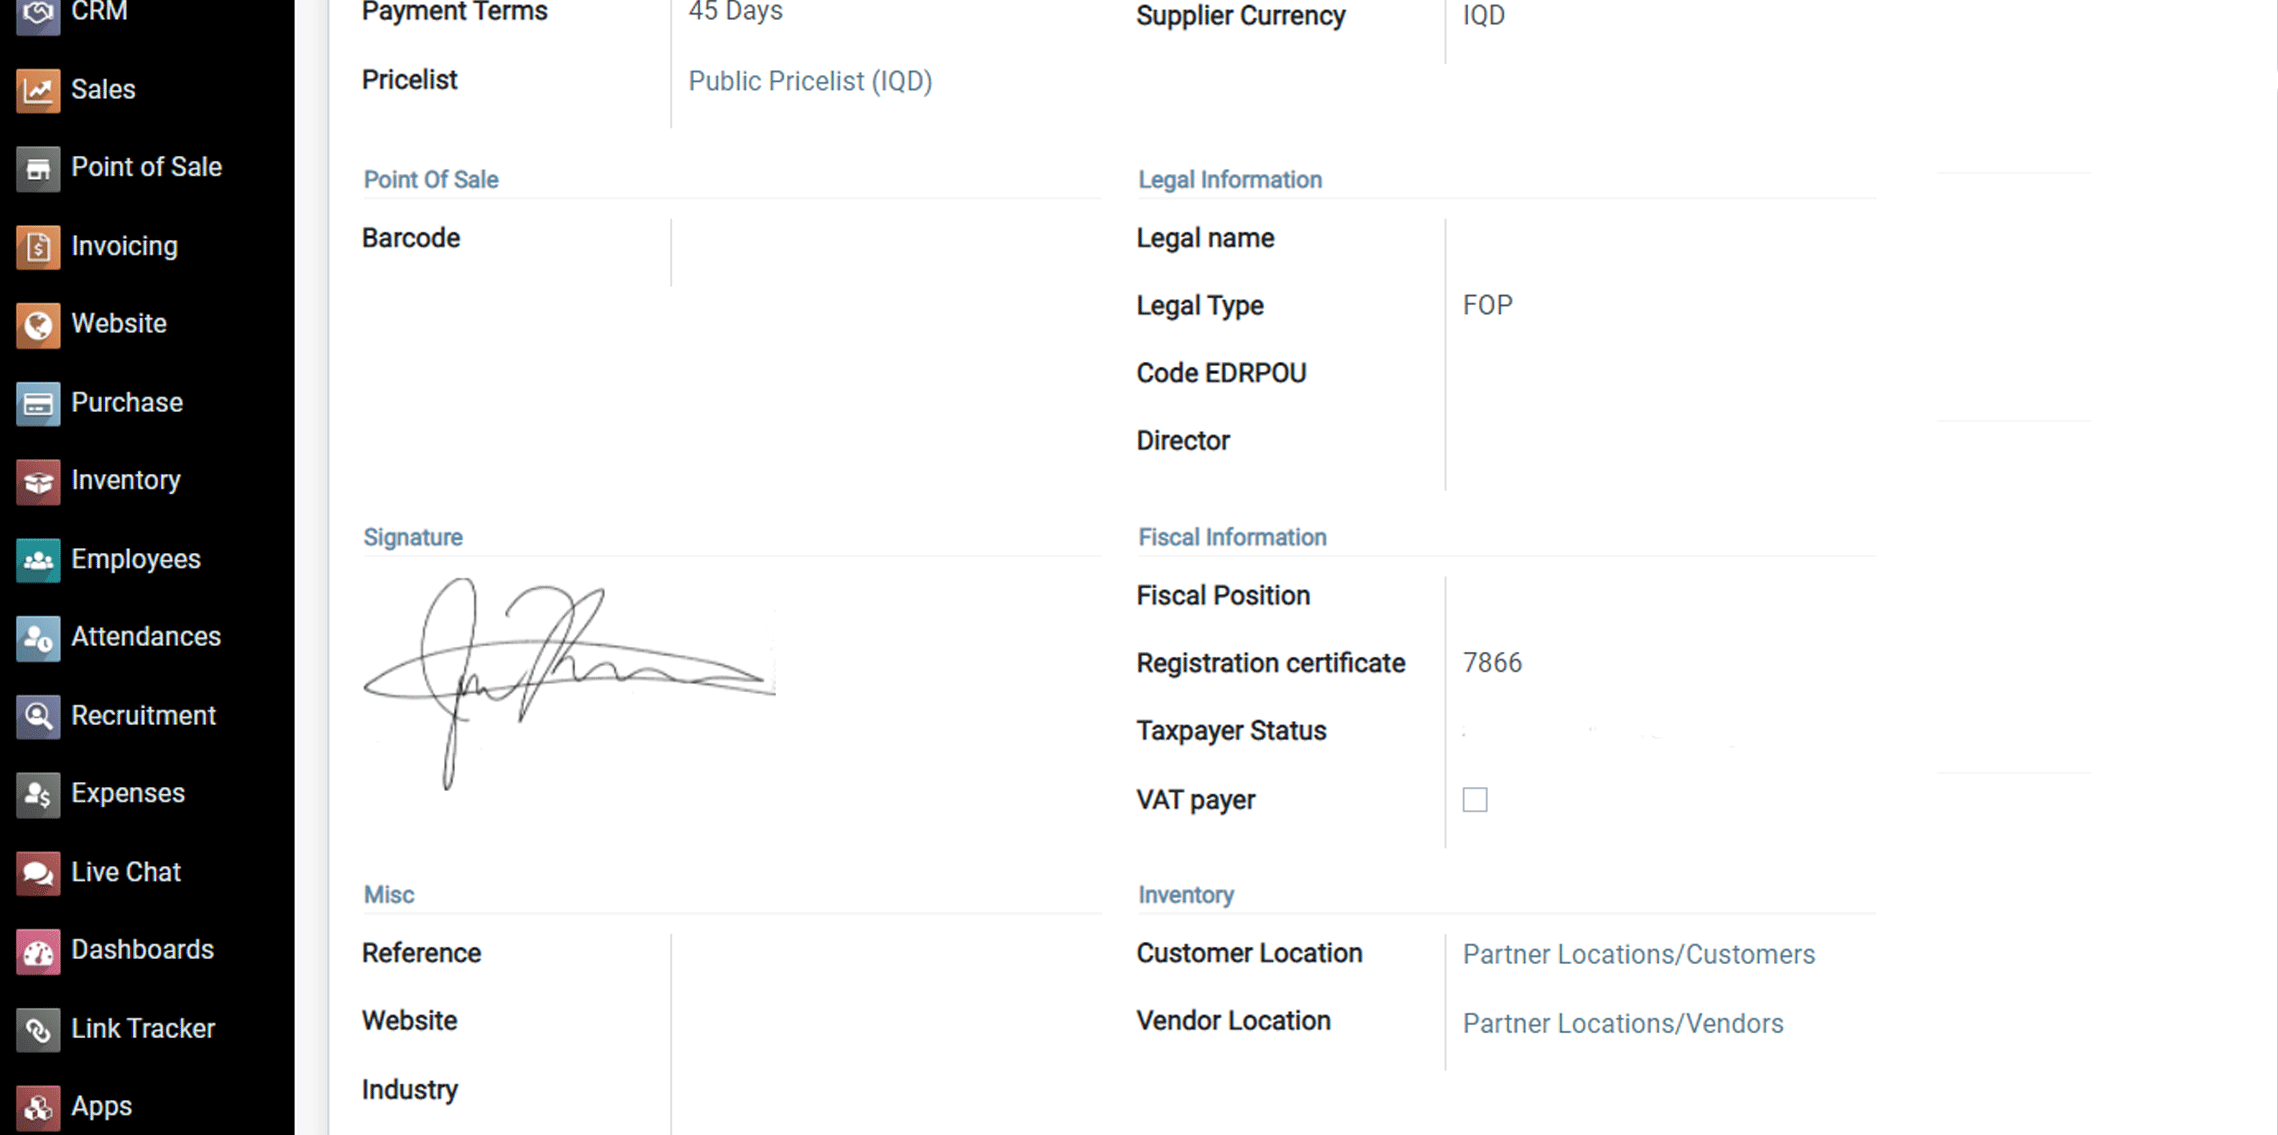 CRM
Sales
Point of Sale
Invoicing
Website
Purchase
Inventory
Employees
Attendances
Recruitment
Expenses
Live Chat
Dashboards
Link Tracker
Apps
Payment Terms 45 Days
Pricelist Public Pricelist (IQD)
Supplier Currency IQD
Point Of Sale
Barcode
Legal Information
Legal name
Legal Type FOP
Code EDRPOU
Director
Signature
Fiscal Information
Fiscal Position
Registration certificate 7866
Taxpayer Status
VAT payer
Misc
Reference
Website
Industry
Inventory
Customer Location Partner Locations/Customers
Vendor Location Partner Locations/Vendors